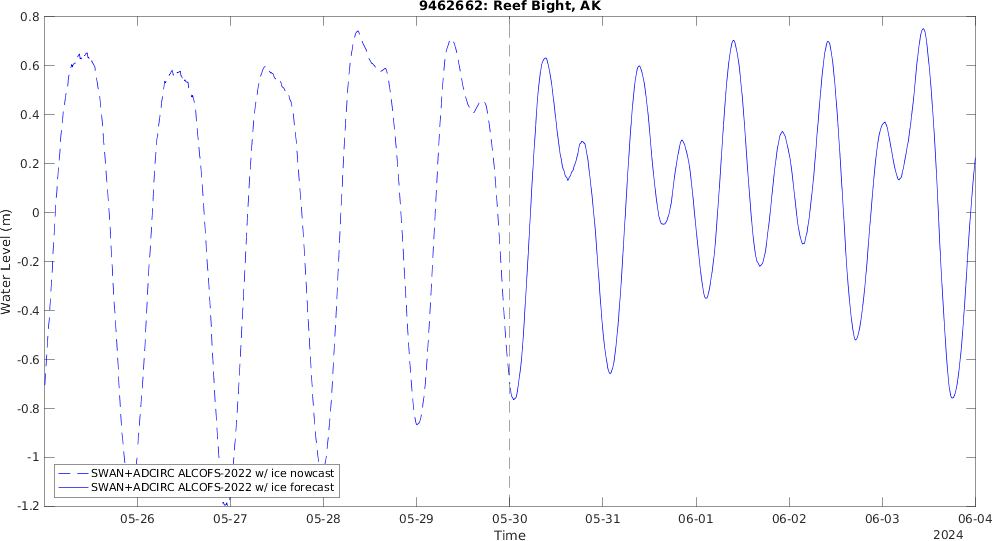 9462662: Reef Bight, AK
0.8
0.6
0.4
0.2
0
-0.2
-0.4
-0.6
-0.8
-1
-1.2
Water Level (m)
SWAN+ADCIRC ALCOFS-2022 w/ ice nowcast
SWAN+ADCIRC ALCOFS-2022 w/ ice forecast
05-26 05-27 05-28 05-29 05-30 05-31 06-01 06-02 06-03 06-04
Time
2024